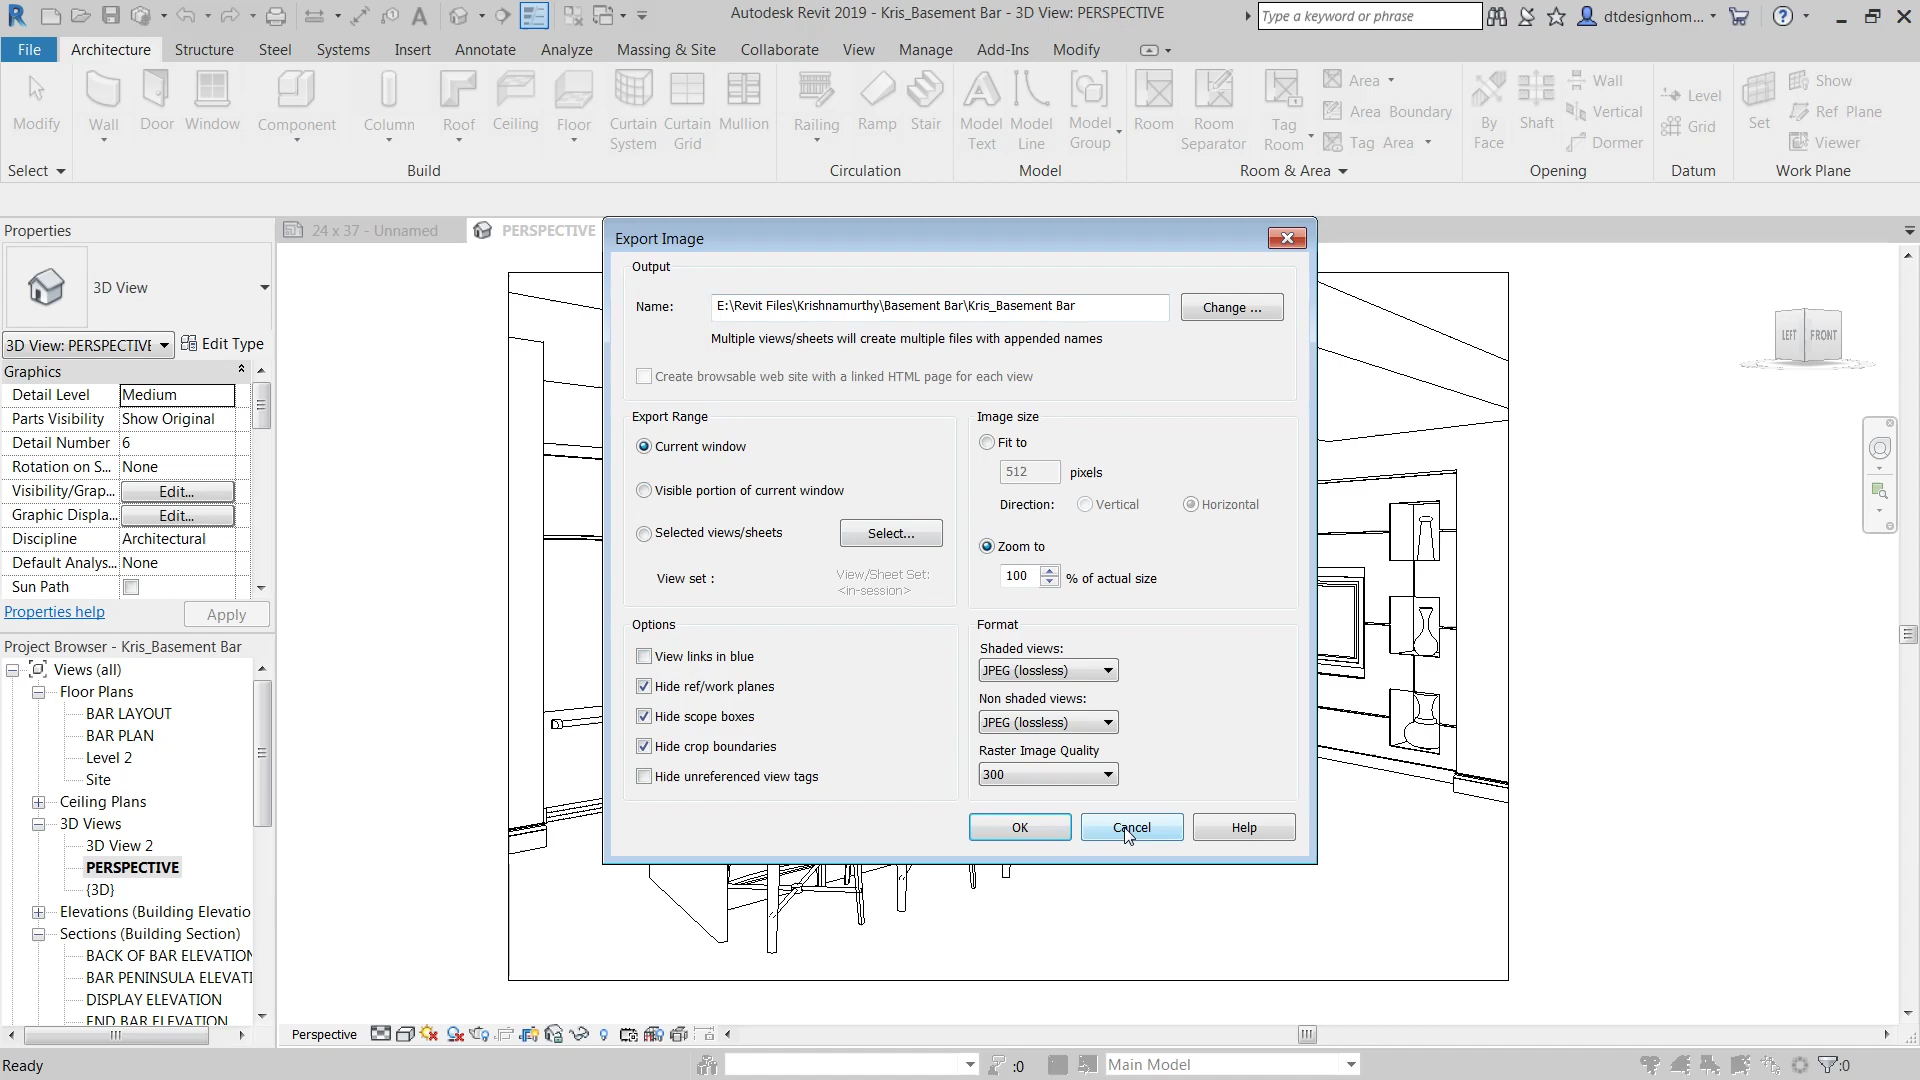 Autodesk Revit 2019 - Kris_Basement Bar - 3D View: PERSPECTIVE
Type a keyword or phrase
dtdesignhom...
File
Architecture
Structure
Steel
Systems
Insert
Annotate
Analyze
Massing & Site
Collaborate
View
Manage
Add-Ins
Modify
Modify
Wall
Door
Window
Component
Column
Roof
Ceiling
Floor
Curtain
System
Curtain
Grid
Mullion
Railing
Ramp
Stair
Model
Text
Model
Line
Model
Group
Room
Room
Separator
Tag
Room
Area
Area Boundary
Tag Area
By
Face
Shaft
Wall
Vertical
Dormer
Level
Grid
Set
Show
Ref Plane
Viewer
Select
Build
Circulation
Model
Room & Area
Opening
Datum
Work Plane
Properties
24 x 37 - Unnamed
PERSPECTIVE
3D View
3D View: PERSPECTIVE
Edit Type
Graphics
Detail Level
Medium
Parts Visibility
Show Original
Detail Number
6
Rotation on S...
None
Visibility/Grap...
Edit...
Graphic Displa...
Edit...
Discipline
Architectural
Default Analys...
None
Sun Path
Properties help
Apply
Project Browser - Kris_Basement Bar
Views (all)
Floor Plans
BAR LAYOUT
BAR PLAN
Level 2
Site
Ceiling Plans
3D Views
3D View 2
PERSPECTIVE
{3D}
Elevations (Building Elevatio
Sections (Building Section)
BACK OF BAR ELEVATION
BAR PENINSULA ELEVATI
DISPLAY ELEVATION
END BAR ELEVATION
Export Image
Output
Name:
E:\Revit Files\Krishnamurthy\Basement Bar\Kris_Basement Bar
Change ...
Multiple views/sheets will create multiple files with appended names
Create browsable web site with a linked HTML page for each view
Export Range
Current window
Visible portion of current window
Selected views/sheets
Select...
View set :
View/Sheet Set:
<in-session>
Image size
Fit to
512
pixels
Direction:
Vertical
Horizontal
Zoom to
100
% of actual size
Options
View links in blue
Hide ref/work planes
Hide scope boxes
Hide crop boundaries
Hide unreferenced view tags
Format
Shaded views:
JPEG (lossless)
Non shaded views:
JPEG (lossless)
Raster Image Quality
300
OK
Cancel
Help
LEFT
FRONT
Perspective
Ready
:0
Main Model
:0